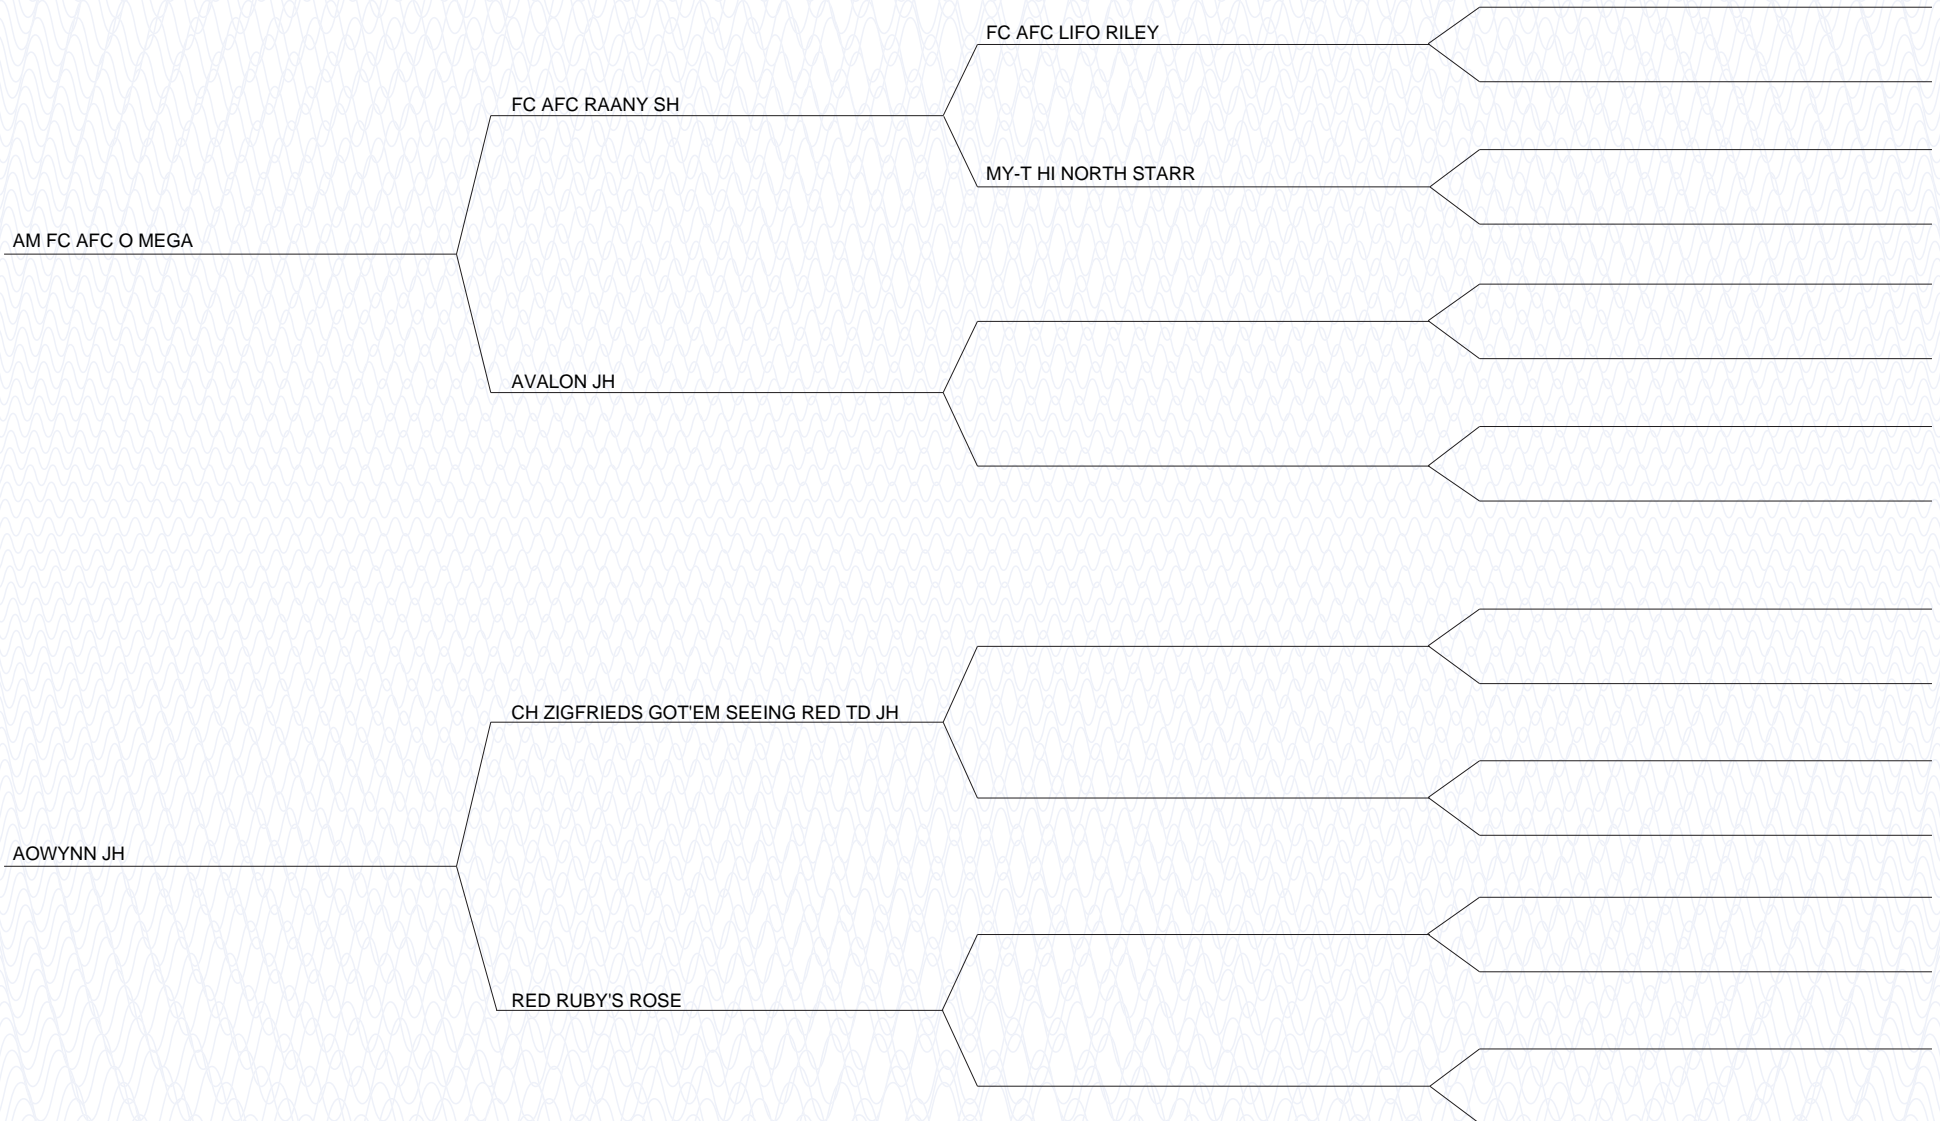 FC AFC LIFO RILEY
FC AFC RAANY SH
MY-T HI NORTH STARR
AM FC AFC O MEGA
AVALON JH
CH ZIGFRIEDS GOT'EM SEEING RED TD JH
AOWYNN JH
RED RUBY'S ROSE